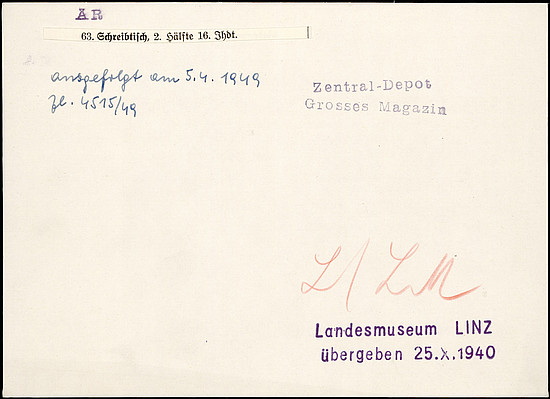 AR
63. Schreibtisch, 2. Hälfte 16. Jhdt.
ausgefolgt am 5.4. 1949
Zl. 4515/49
Zentral-Depot
Grosses Magazin
L/ LM
Landesmuseum LINZ
übergeben 25.X.1940